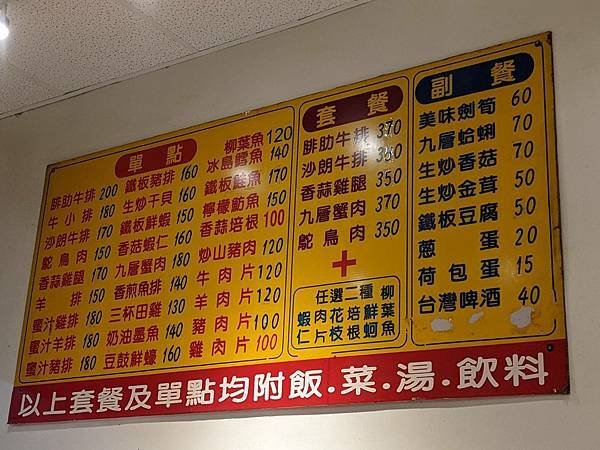 單點
腓肋牛排 200
牛小排 180
沙朗牛排 170
鴕鳥肉 150
香蒜雞腿 170
羊排 150
蜜汁雞排 180
蜜汁羊排 180
蜜汁豬排 180
鐵板豬排 160
生炒干貝 160
鐵板鮮蝦 150
香菇蝦仁 160
九層蟹肉 180
香煎魚排 140
三杯田雞 130
奶油墨魚 140
豆鼓鮮蠔 160
柳葉魚 120
冰島鱈魚 140
鐵板鮭魚 170
檸檬魴魚 150
香蒜培根 100
炒山豬肉 120
牛肉片 120
羊肉片 120
豬肉片 100
雞肉片 100
套餐
腓肋牛排 370
沙朗牛排
香蒜雞腿 350
九層蟹肉 370
鴕鳥肉 350
+
任選二種 柳
蝦肉花培鮮葉
仁片枝根蚵魚
副餐
美味劍筍 60
九層蛤蜊 70
生炒香菇 70
生炒金茸 50
鐵板豆腐 50
蔥蛋 20
荷包蛋 15
台灣啤酒 40
以上套餐及單點均附飯.菜.湯.飲料